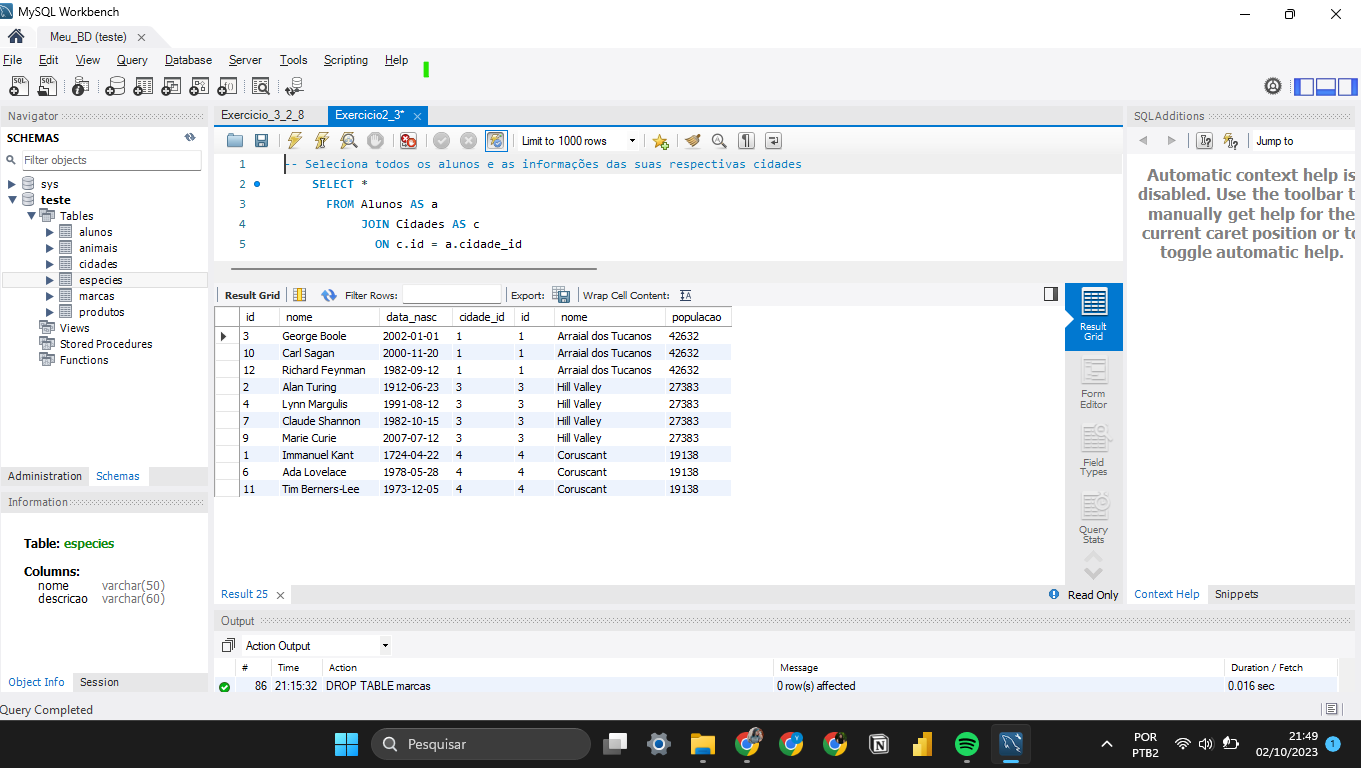 MySQL Workbench
Meu_BD (teste)
File Edit View Query Database Server Tools Scripting Help
Navigator
SCHEMAS
Filter objects
sys
teste
Tables
alunos
animais
cidades
especies
marcas
produtos
Views
Stored Procedures
Functions
Administration Schemas
Information
Table: especies
Columns:
nome varchar(50)
descricao varchar(60)
Object Info Session
Exercicio_3_2_8 Exercicio2_3*
Limit to 1000 rows
1 -- Seleciona todos os alunos e as informações das suas respectivas cidades
2 SELECT *
3 FROM Alunos AS a
4 JOIN Cidades AS c
5 ON c.id = a.cidade_id
Result Grid Filter Rows: Export: Wrap Cell Content:
id nome data_nasc cidade_id id nome populacao
3 George Boole 2002-01-01 1 1 Arraial dos Tucanos 42632
10 Carl Sagan 2000-11-20 1 1 Arraial dos Tucanos 42632
12 Richard Feynman 1982-09-12 1 1 Arraial dos Tucanos 42632
2 Alan Turing 1912-06-23 3 3 Hill Valley 27383
4 Lynn Margulis 1991-08-12 3 3 Hill Valley 27383
7 Claude Shannon 1982-10-15 3 3 Hill Valley 27383
9 Marie Curie 2007-07-12 3 3 Hill Valley 27383
1 Immanuel Kant 1724-04-22 4 4 Coruscant 19138
6 Ada Lovelace 1978-05-28 4 4 Coruscant 19138
11 Tim Berners-Lee 1973-12-05 4 4 Coruscant 19138
Result
Grid
Form
Editor
Field
Types
Query
Stats
Result 25
Read Only
SQLAdditions
Jump to
Automatic context help is
disabled. Use the toolbar t
manually get help for the
current caret position or to
toggle automatic help.
Context Help Snippets
Output
Action Output
# Time Action Message Duration / Fetch
86 21:15:32 DROP TABLE marcas 0 row(s) affected 0.016 sec
Query Completed
Pesquisar
POR
PTB2
21:49
02/10/2023
1